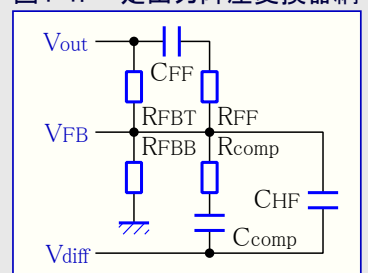 Vout
CFF
RFBT RFF
VFB
RFBB Rcomp
CHF
Ccomp
Vdiff